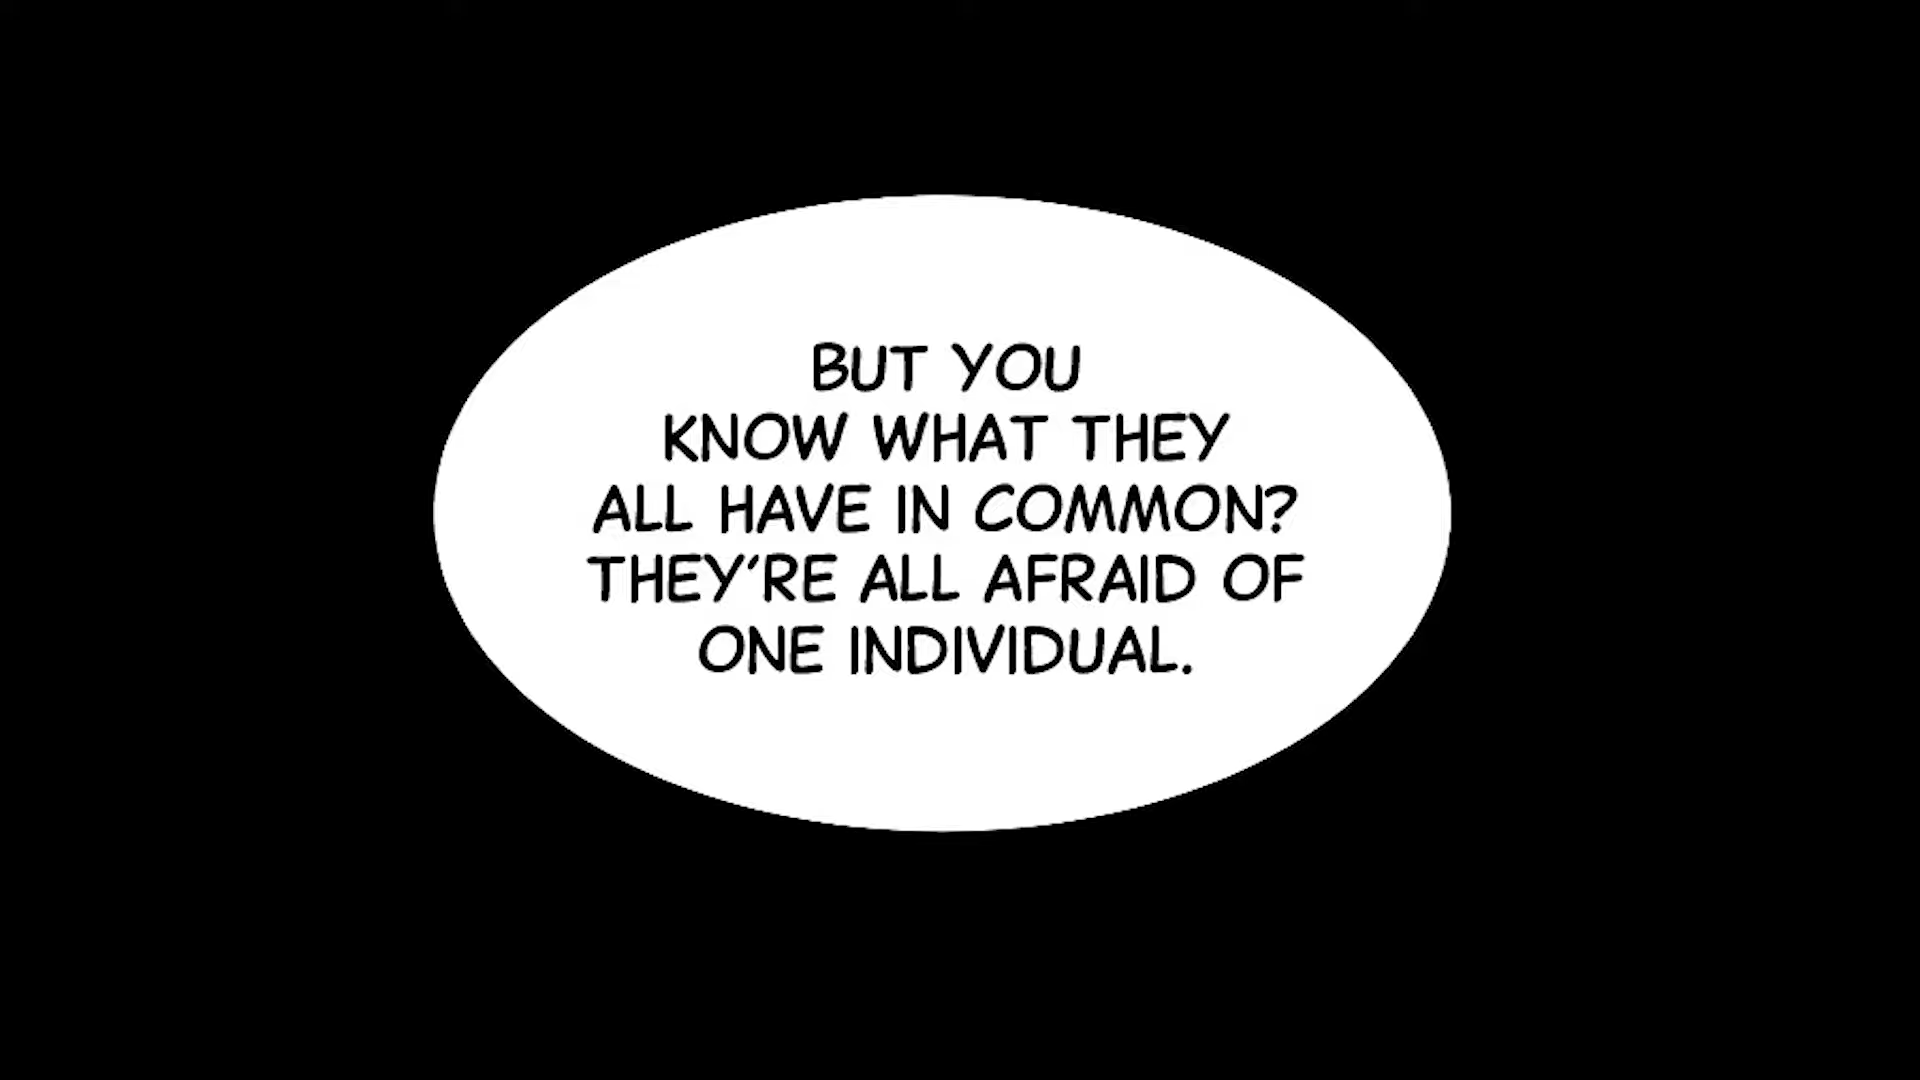 BUT YOU
KNOW WHAT THEY
ALL HAVE IN COMMON?
THEY'RE ALL AFRAID OF
ONE INDIVIDUAL.